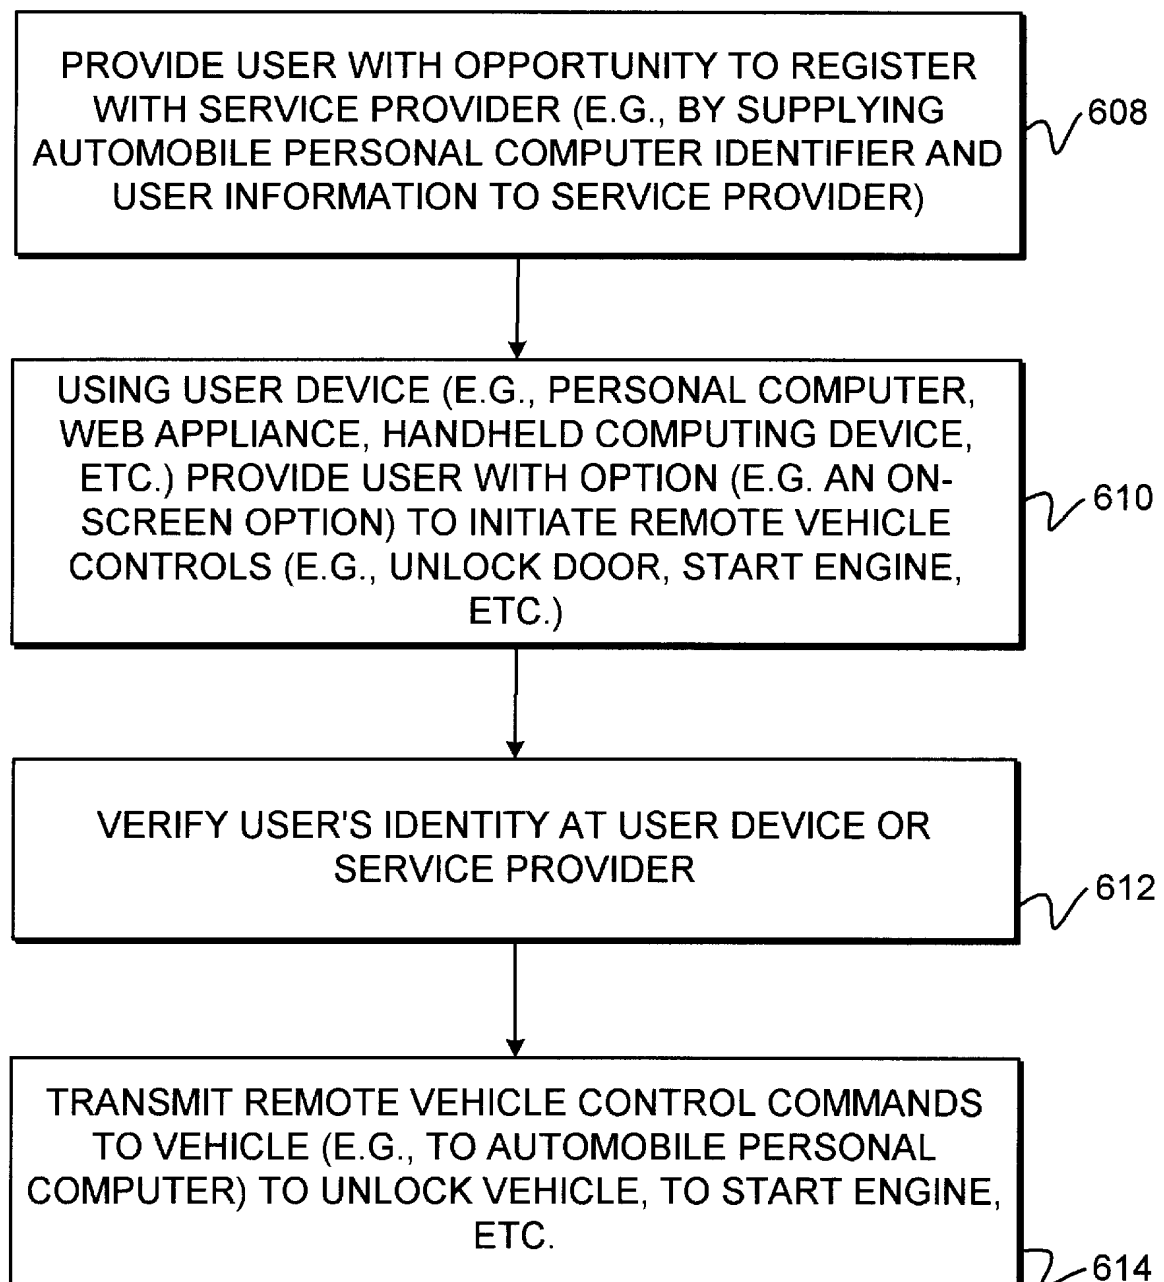 PROVIDE USER WITH OPPORTUNITY TO REGISTER
WITH SERVICE PROVIDER (E.G., BY SUPPLYING
AUTOMOBILE PERSONAL COMPUTER IDENTIFIER AND
USER INFORMATION TO SERVICE PROVIDER)
608
USING USER DEVICE (E.G., PERSONAL COMPUTER,
WEB APPLIANCE, HANDHELD COMPUTING DEVICE,
ETC.) PROVIDE USER WITH OPTION (E.G. AN ON-
SCREEN OPTION) TO INITIATE REMOTE VEHICLE
CONTROLS (E.G., UNLOCK DOOR, START ENGINE,
ETC.)
610
VERIFY USER'S IDENTITY AT USER DEVICE OR
SERVICE PROVIDER
612
TRANSMIT REMOTE VEHICLE CONTROL COMMANDS
TO VEHICLE (E.G., TO AUTOMOBILE PERSONAL
COMPUTER) TO UNLOCK VEHICLE, TO START ENGINE,
ETC.
614